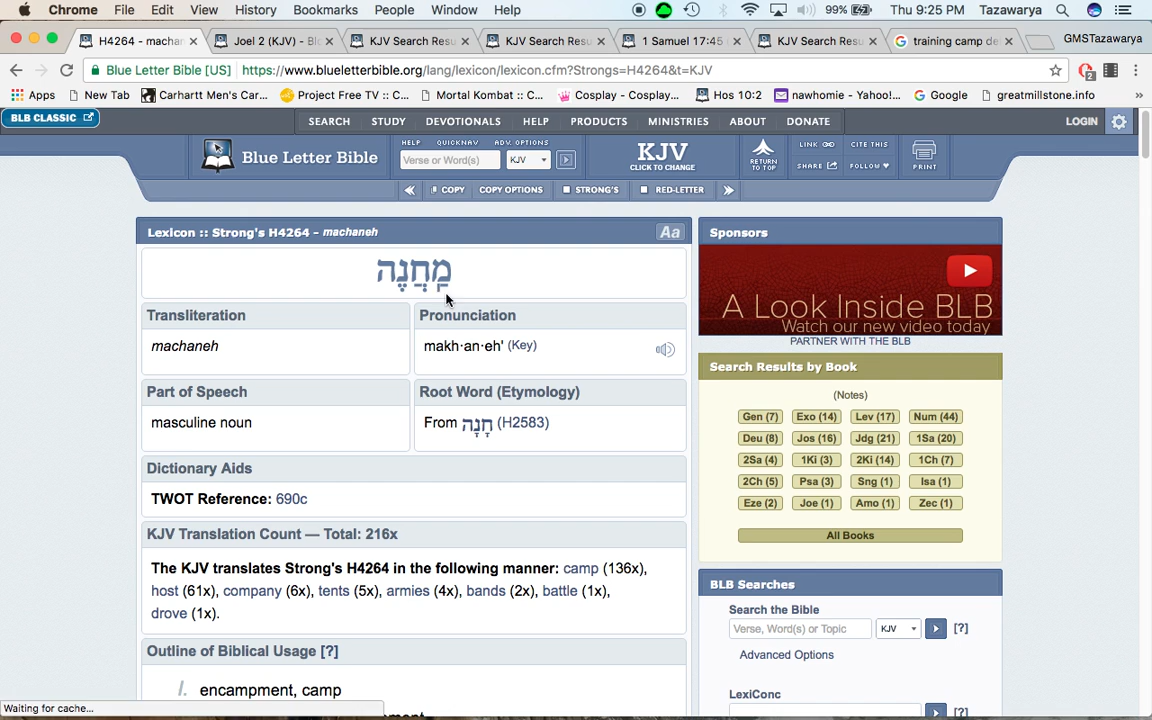 Chrome File Edit View History Bookmarks People Window Help 99% Thu 9:25 PM Tazawarya
H4264 - machan Joel 2 (KJV) - Bl KJV Search Resu KJV Search Resu 1 Samuel 17:45 KJV Search Resu training camp de GMSTazawarya
Blue Letter Bible [US] https://www.blueletterbible.org/lang/lexicon/lexicon.cfm?Strongs=H4264&t=KJV
Apps New Tab Carhartt Men's Car... Project Free TV :: C... Mortal Kombat :: C... Cosplay - Cosplay... Hos 10:2 nawhomie - Yahoo!... Google greatmillstone.info »
BLB CLASSIC SEARCH STUDY DEVOTIONALS HELP PRODUCTS MINISTRIES ABOUT DONATE LOGIN
Blue Letter Bible
HELP QUICKNAV ADV. OPTIONS
Verse or Word(s) KJV
KJV
CLICK TO CHANGE
RETURN TO TOP
LINK CITE THIS
SHARE FOLLOW
PRINT
COPY COPY OPTIONS STRONG'S RED-LETTER
Lexicon :: Strong's H4264 - machaneh Aa
מַחֲנֶה
Transliteration
machaneh
Pronunciation
makh·an·eh' (Key)
Part of Speech
masculine noun
Root Word (Etymology)
From חָנָה (H2583)
Dictionary Aids
TWOT Reference: 690c
KJV Translation Count — Total: 216x
The KJV translates Strong's H4264 in the following manner: camp (136x),
host (61x), company (6x), tents (5x), armies (4x), bands (2x), battle (1x),
drove (1x).
Outline of Biblical Usage [?]
I. encampment, camp
Sponsors
A Look Inside BLB
Watch our new video today
PARTNER WITH THE BLB
Search Results by Book
(Notes)
Gen (7) Exo (14) Lev (17) Num (44)
Deu (8) Jos (16) Jdg (21) 1Sa (20)
2Sa (4) 1Ki (3) 2Ki (14) 1Ch (7)
2Ch (5) Psa (3) Sng (1) Isa (1)
Eze (2) Joe (1) Amo (1) Zec (1)
All Books
BLB Searches
Search the Bible
Verse, Word(s) or Topic KJV [?]
Advanced Options
LexiConc
[?]
Waiting for cache...